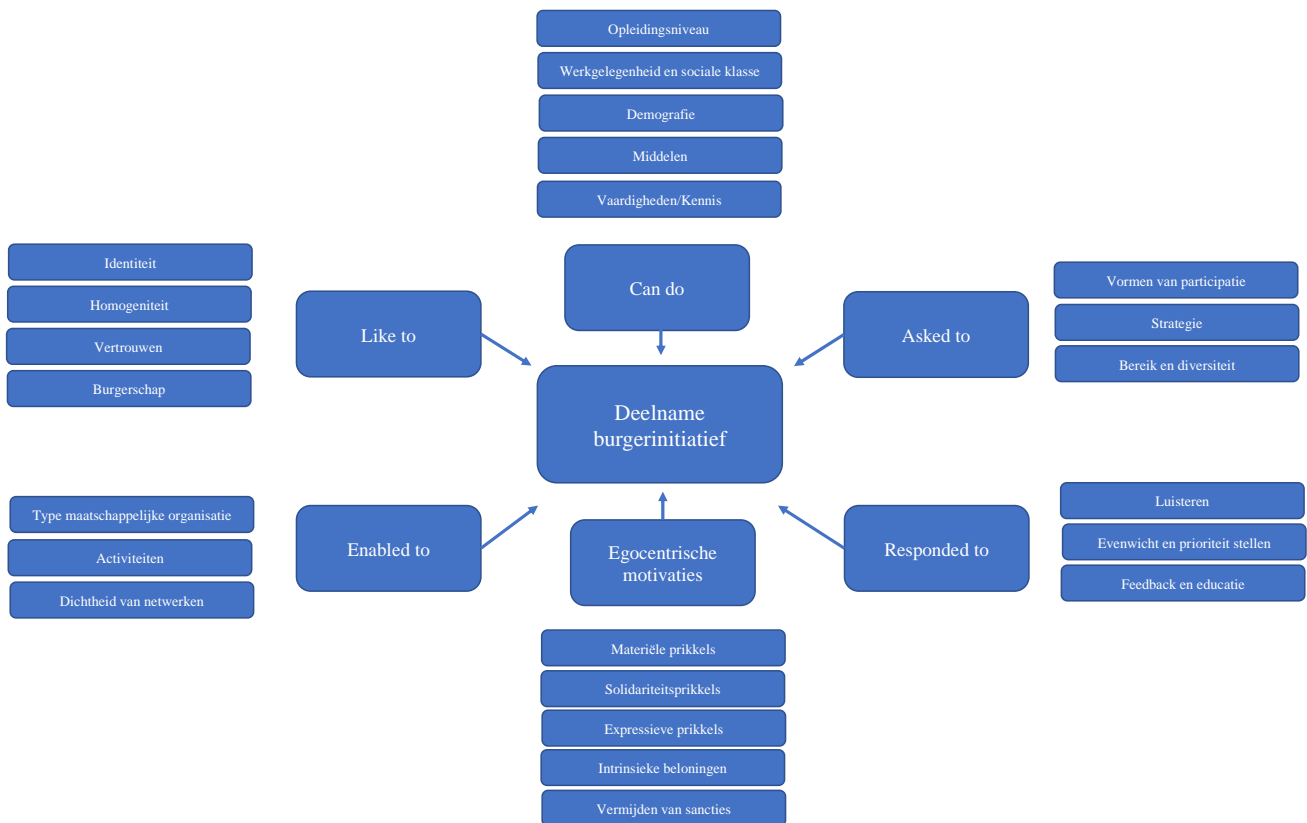 Opleidingsniveau
Werkgelegenheid en sociale klasse
Demografie
Middelen
Vaardigheden/Kennis
Identiteit
Homogeniteit
Vertrouwen
Burgerschap
Like to
Can do
Asked to
Vormen van participatie
Strategie
Bereik en diversiteit
Deelname
burgerinitiatief
Type maatschappelijke organisatie
Activiteiten
Dichtheid van netwerken
Enabled to
Egocentrische
motivaties
Responded to
Luisteren
Evenwicht en prioriteit stellen
Feedback en educatie
Materiële prikkels
Solidariteitsprikkels
Expressieve prikkels
Intrinsieke beloningen
Vermijden van sancties